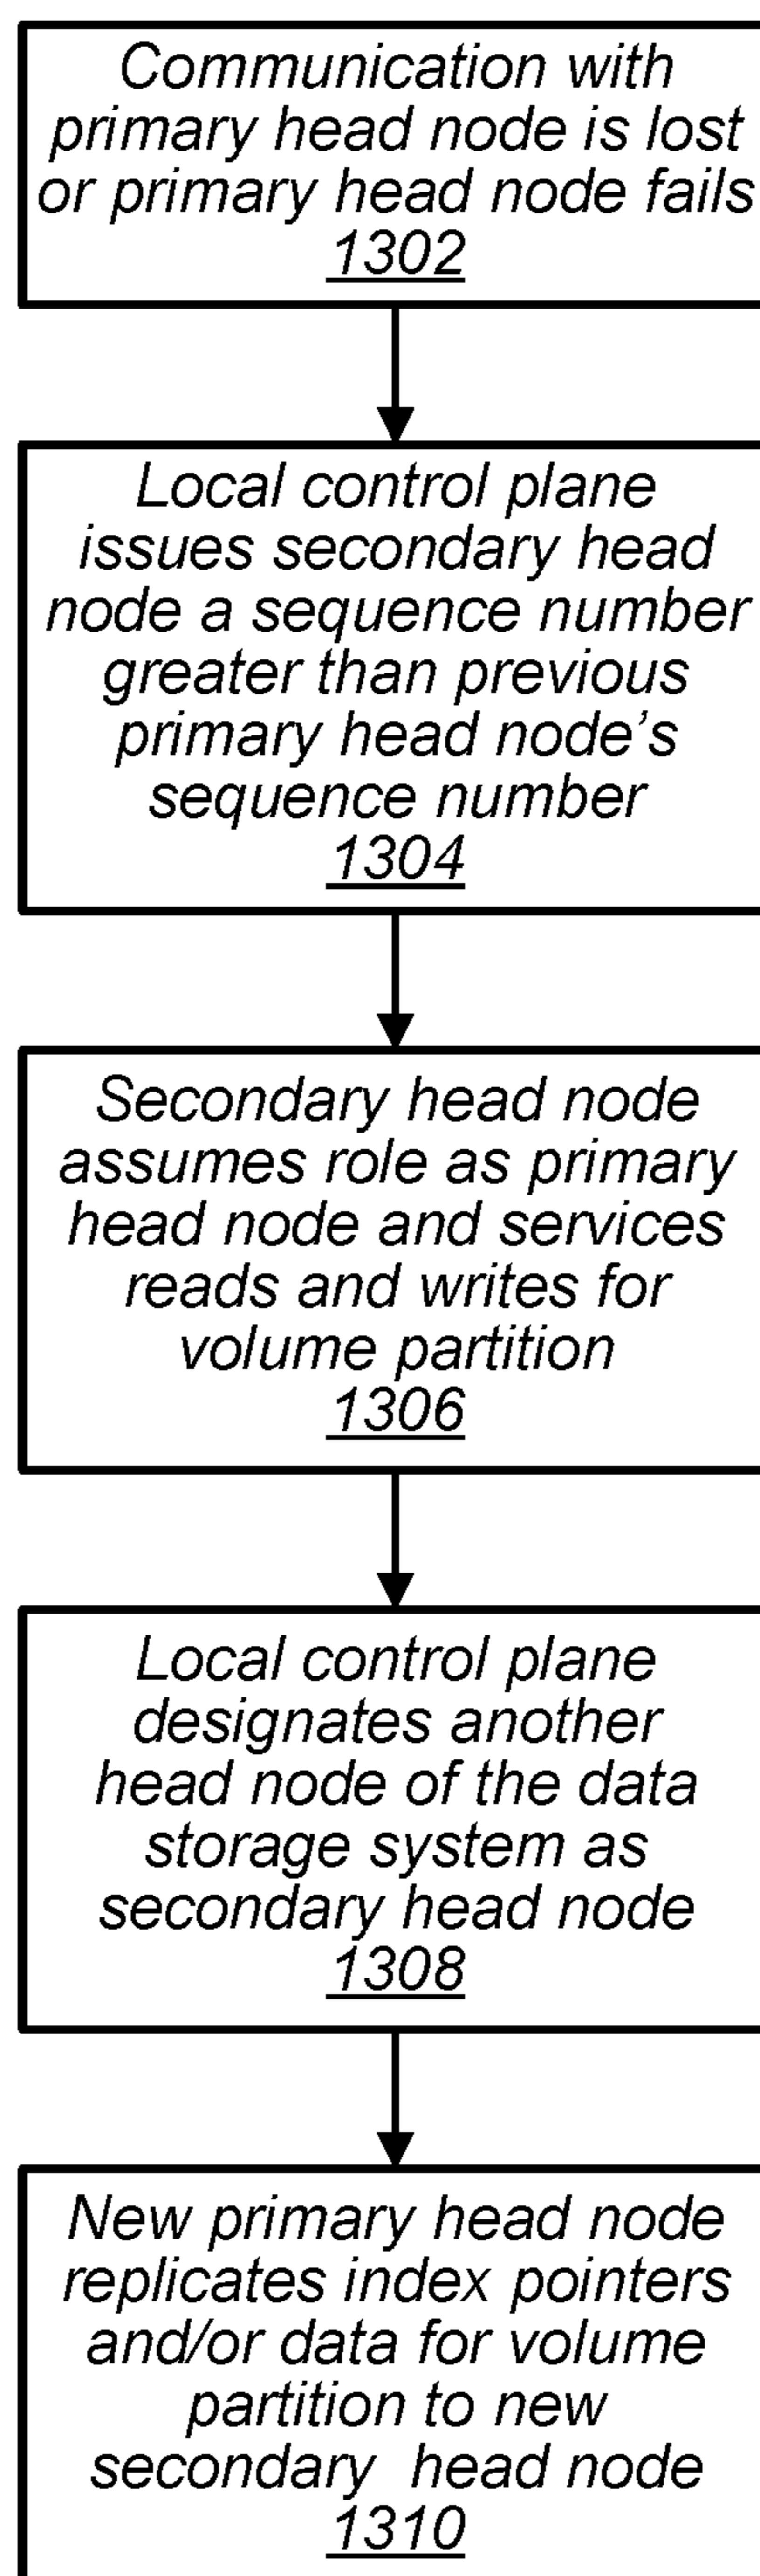 Communication with
primary head node is lost
or primary head node fails
1302
Local control plane
issues secondary head
node a sequence number
greater than previous
primary head node's
sequence number
1304
Secondary head node
assumes role as primary
head node and services
reads and writes for
volume partition
1306
Local control plane
designates another
head node of the data
storage system as
secondary head node
1308
New primary head node
replicates index pointers
and/or data for volume
partition to new
secondary head node
1310